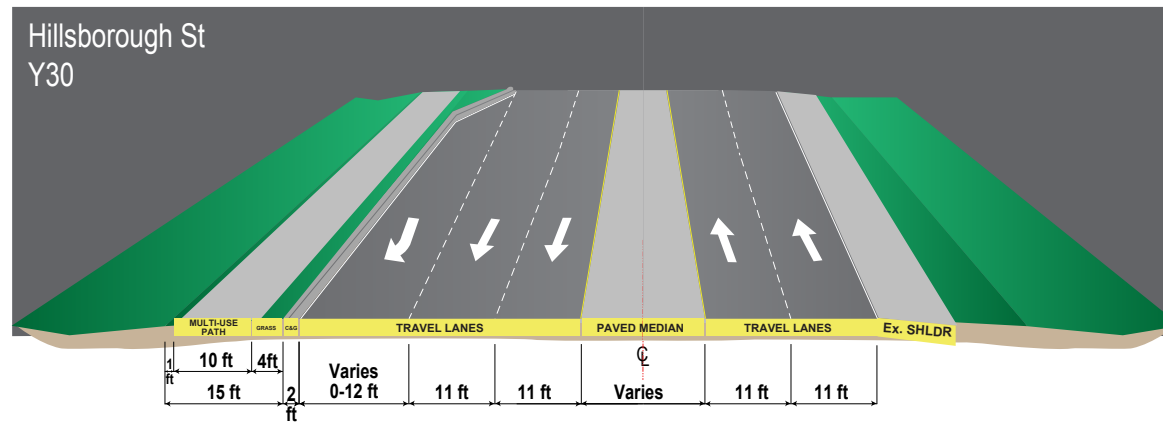 Hillsborough St
Y30
MULTI-USE
PATH
GRASS
C&G
TRAVEL LANES
PAVED MEDIAN
TRAVEL LANES
Ex. SHLDR
1
ft
10 ft
4ft
15 ft
2
ft
Varies
0-12 ft
11 ft
11 ft
℄
Varies
11 ft
11 ft